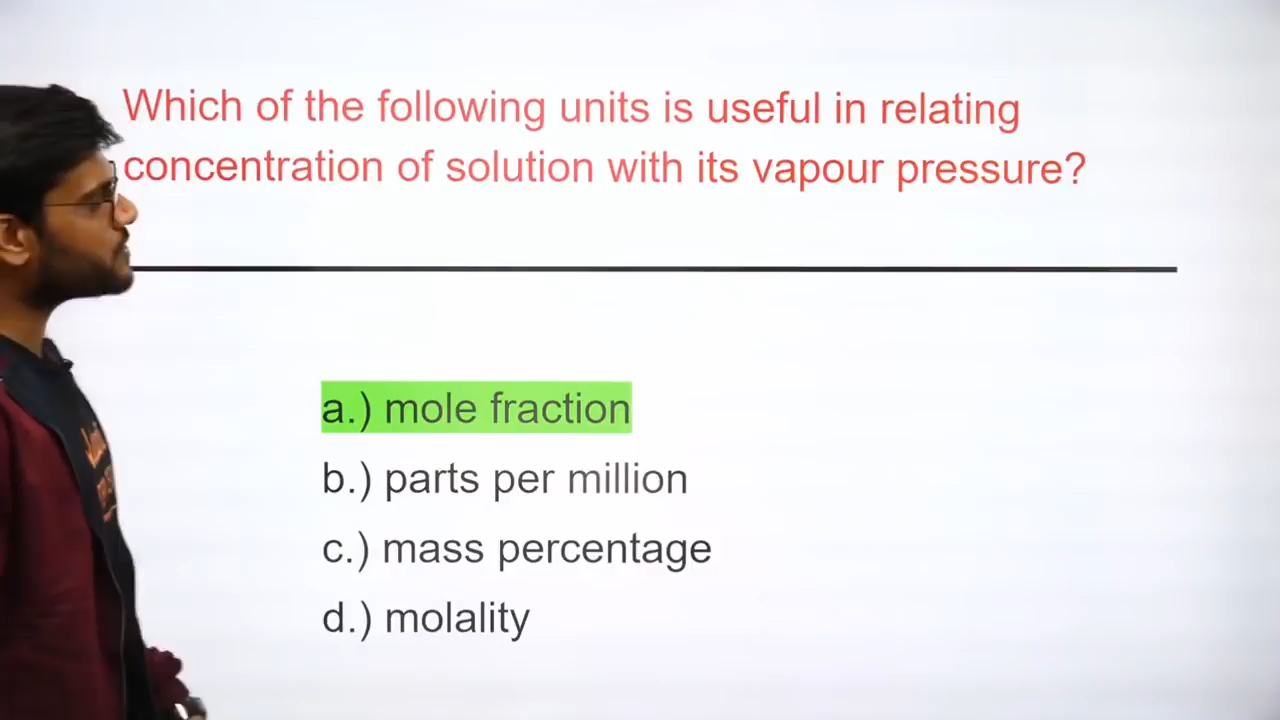 Which of the following units is useful in relating
concentration of solution with its vapour pressure?
a.) mole fraction
b.) parts per million
c.) mass percentage
d.) molality